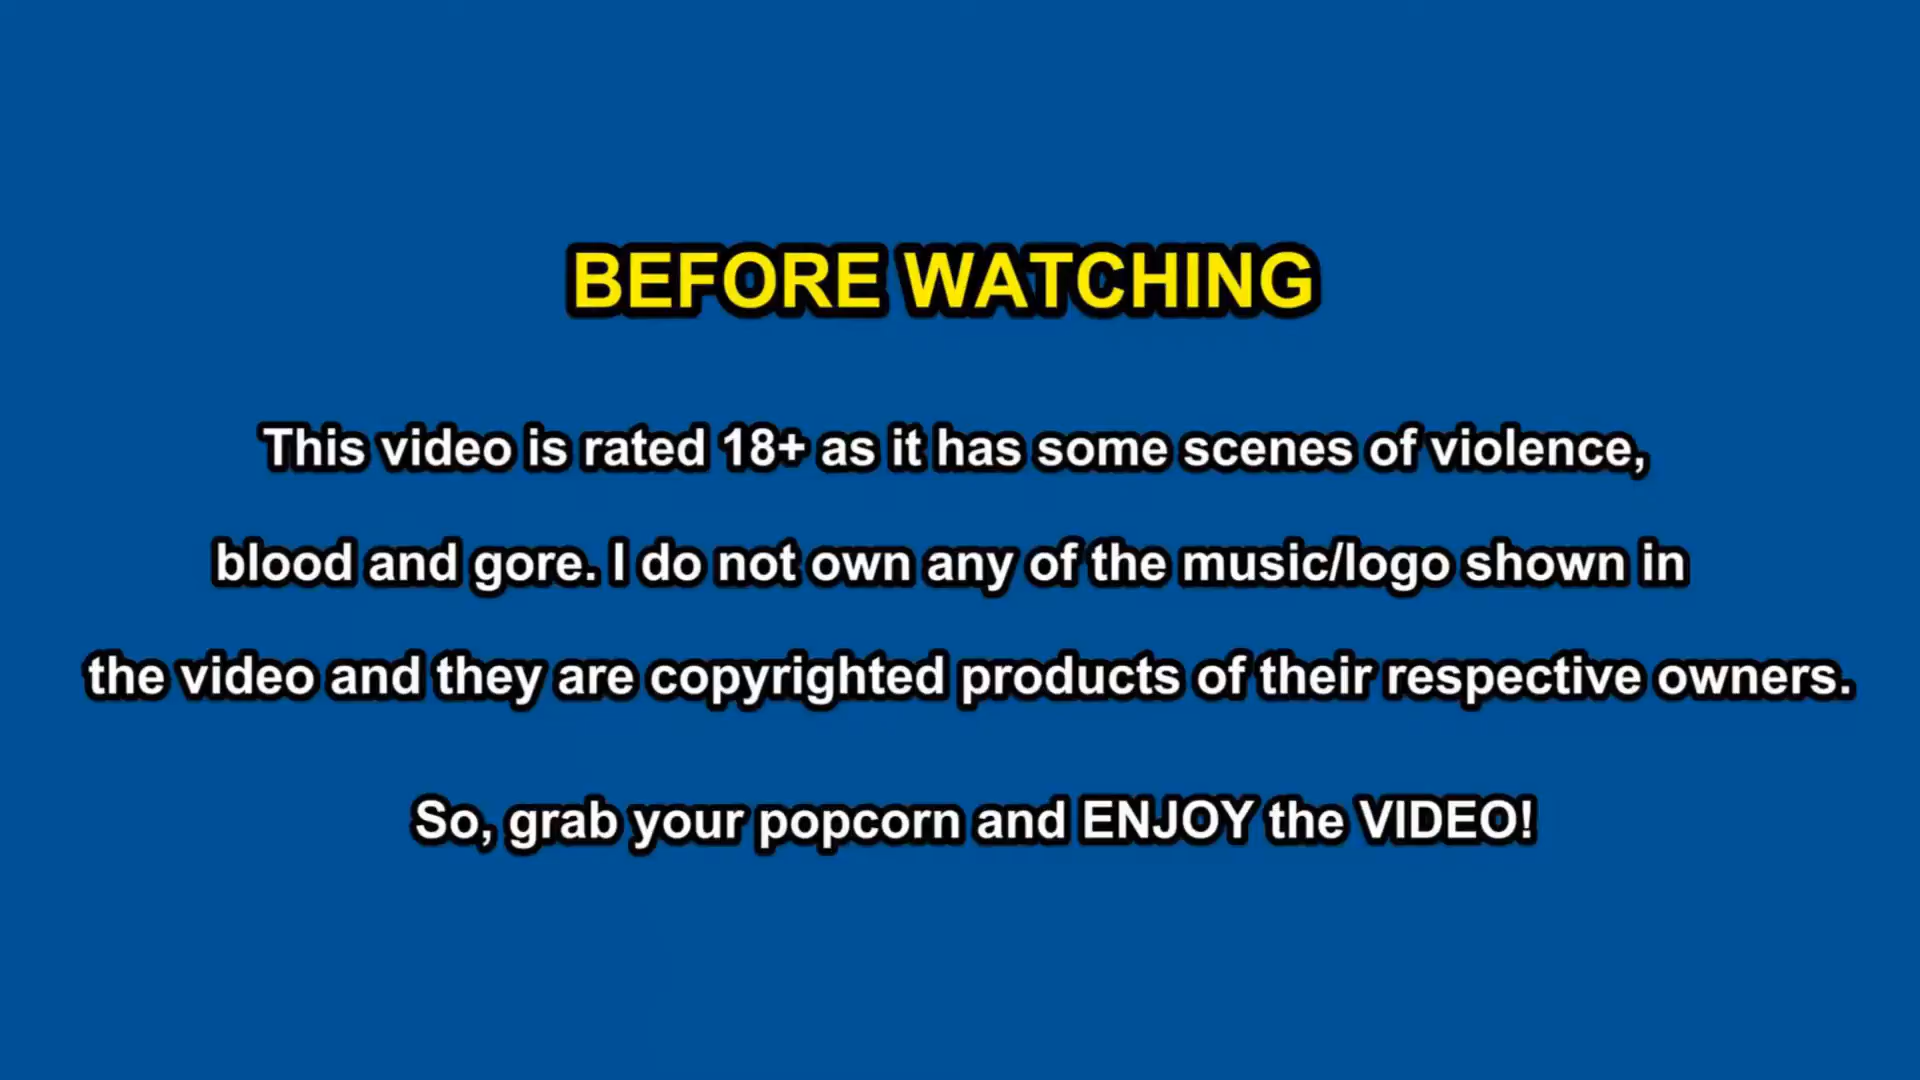 BEFORE WATCHING
This video is rated 18+ as it has some scenes of violence,
blood and gore. I do not own any of the music/logo shown in
the video and they are copyrighted products of their respective owners.
So, grab your popcorn and ENJOY the VIDEO!